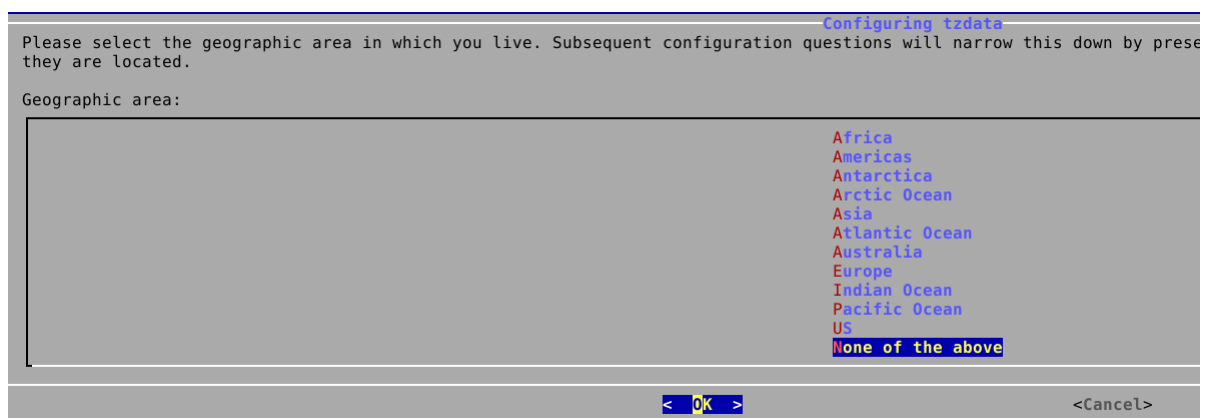 Configuring tzdata
Please select the geographic area in which you live. Subsequent configuration questions will narrow this down by prese
they are located.
Geographic area:
Africa
Americas
Antarctica
Arctic Ocean
Asia
Atlantic Ocean
Australia
Europe
Indian Ocean
Pacific Ocean
US
None of the above
< OK > <Cancel>